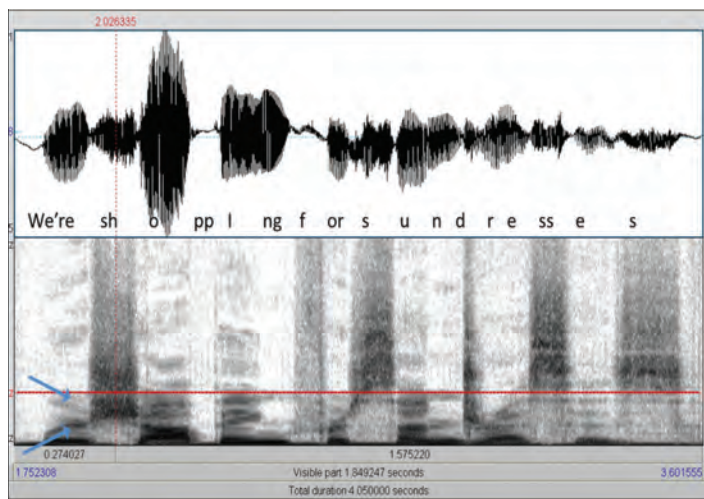 2.026335
We're sh o pp I ng f or s u n d r e ss e s
0.274027 1.575220
1.752308 Visible part 1.849247 seconds 3.601555
Total duration 4.050000 seconds